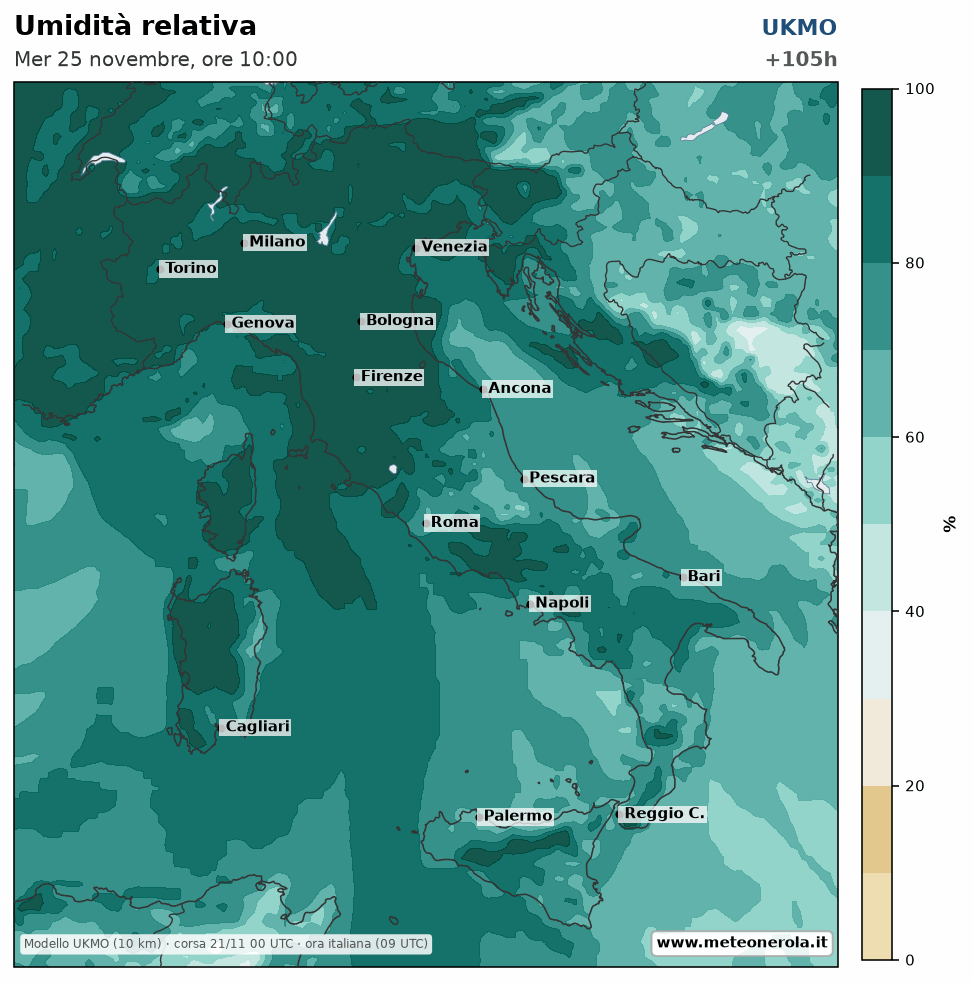 Umidità relativa
UKMO
Mer 25 novembre, ore 10:00
+105h
100
80
60
40
20
0
%
Milano
Venezia
Torino
Genova
Bologna
Firenze
Ancona
Pescara
Roma
Bari
Napoli
Cagliari
Palermo
Reggio C.
Modello UKMO (10 km) · corsa 21/11 00 UTC · ora italiana (09 UTC)
www.meteonerola.it